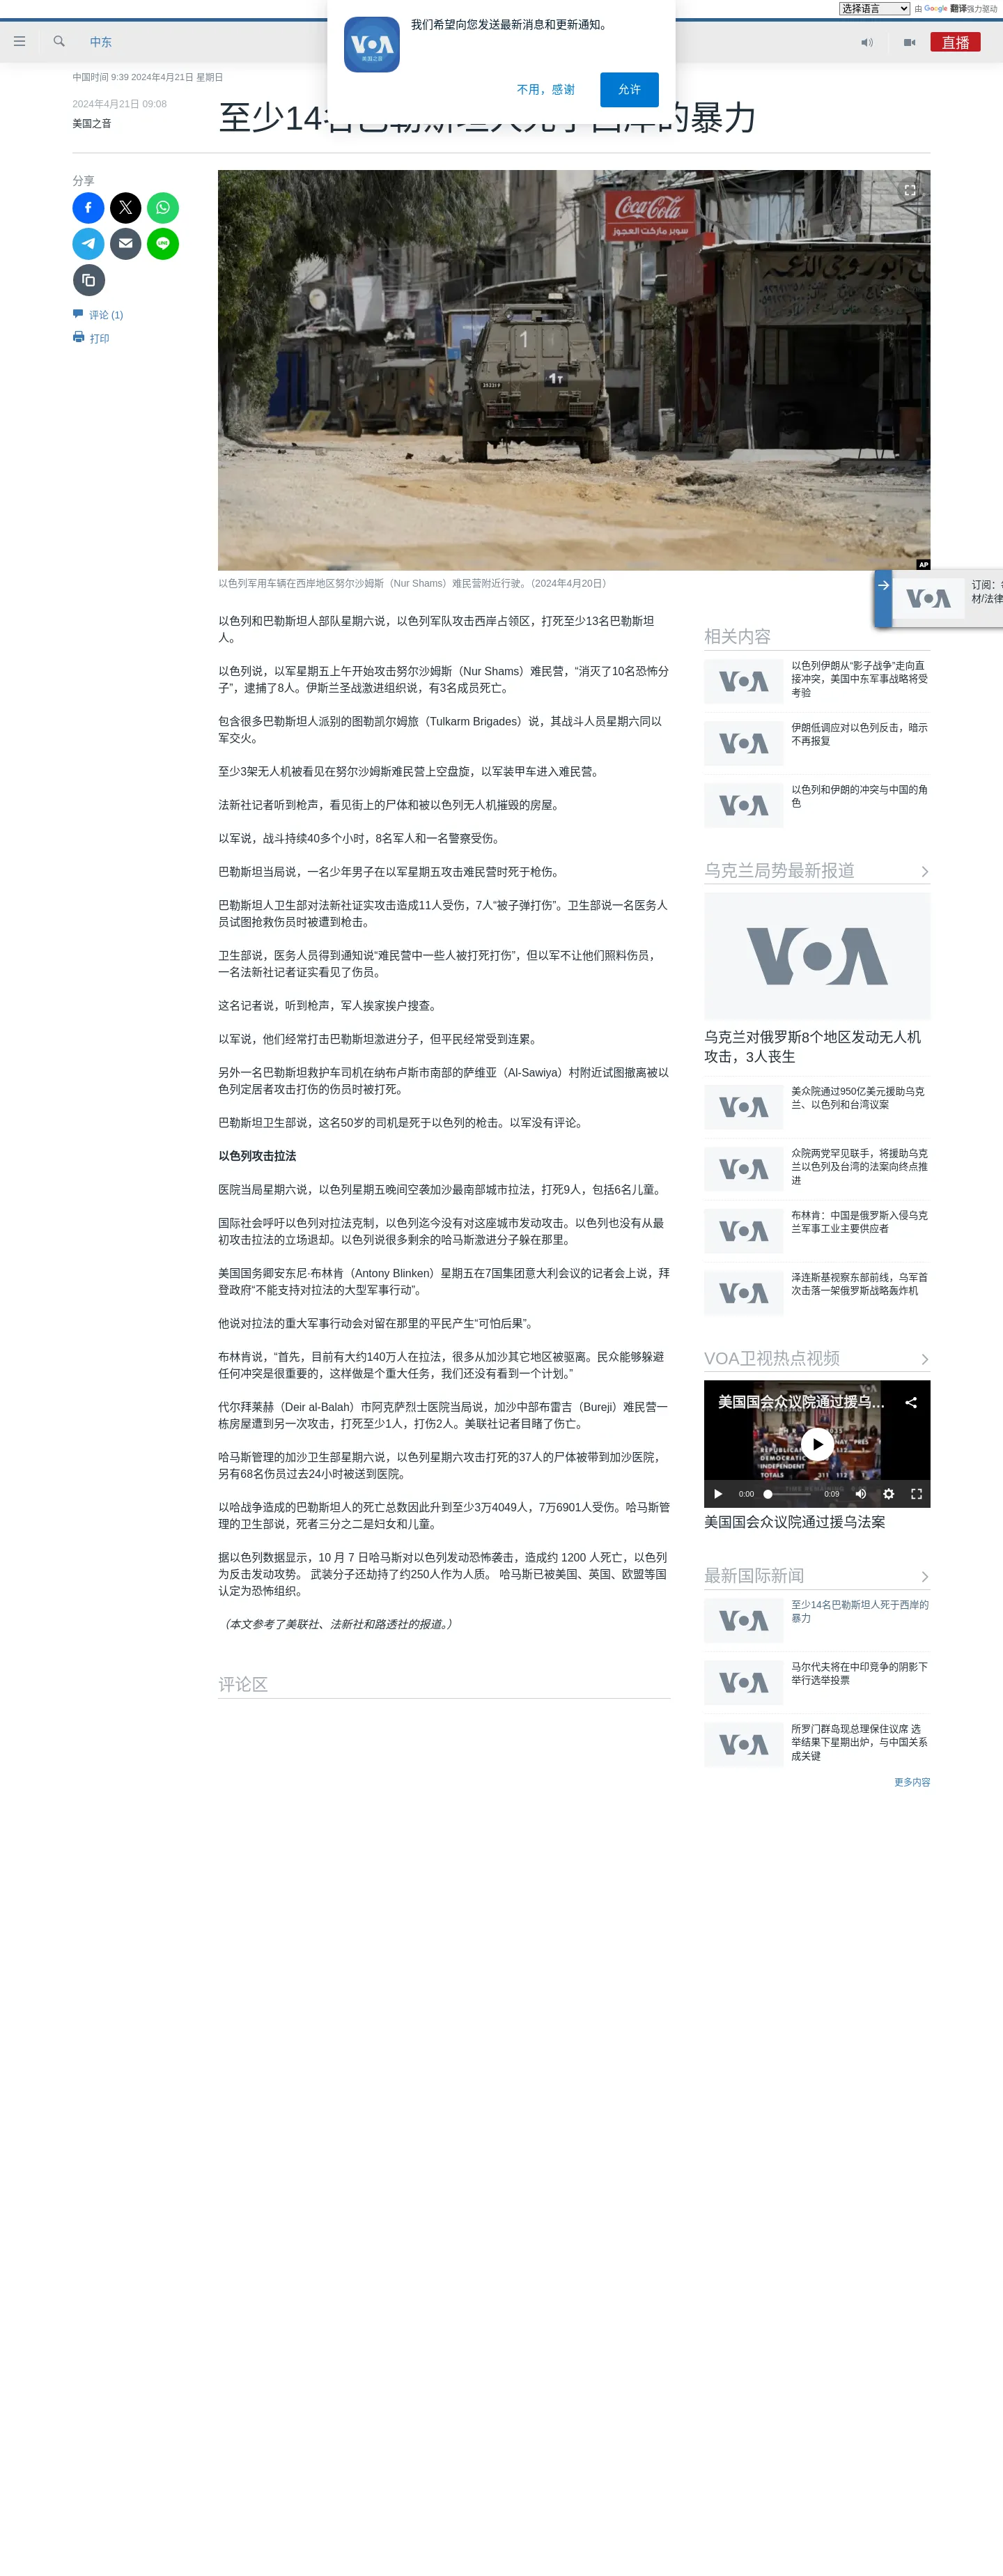 选择语言 由 Google 翻译强力驱动
我们希望向您发送最新消息和更新通知。
不用，感谢
允许
中东
直播
中国时间 9:39 2024年4月21日 星期日
2024年4月21日 09:08
美国之音
至少14名巴勒斯坦人死于西岸的暴力
分享
评论 (1)
打印
Coca-Cola
سوبر ماركت العجوز
1
1T
AP
以色列军用车辆在西岸地区努尔沙姆斯（Nur Shams）难民营附近行驶。（2024年4月20日）
以色列和巴勒斯坦人部队星期六说，以色列军队攻击西岸占领区，打死至少13名巴勒斯坦
人。
以色列说，以军星期五上午开始攻击努尔沙姆斯（Nur Shams）难民营，“消灭了10名恐怖分
子”，逮捕了8人。伊斯兰圣战激进组织说，有3名成员死亡。
包含很多巴勒斯坦人派别的图勒凯尔姆旅（Tulkarm Brigades）说，其战斗人员星期六同以
军交火。
至少3架无人机被看见在努尔沙姆斯难民营上空盘旋，以军装甲车进入难民营。
法新社记者听到枪声，看见街上的尸体和被以色列无人机摧毁的房屋。
以军说，战斗持续40多个小时，8名军人和一名警察受伤。
巴勒斯坦当局说，一名少年男子在以军星期五攻击难民营时死于枪伤。
巴勒斯坦人卫生部对法新社证实攻击造成11人受伤，7人“被子弹打伤”。卫生部说一名医务人
员试图抢救伤员时被遭到枪击。
卫生部说，医务人员得到通知说“难民营中一些人被打死打伤”，但以军不让他们照料伤员，
一名法新社记者证实看见了伤员。
这名记者说，听到枪声，军人挨家挨户搜查。
以军说，他们经常打击巴勒斯坦激进分子，但平民经常受到连累。
另外一名巴勒斯坦救护车司机在纳布卢斯市南部的萨维亚（Al-Sawiya）村附近试图撤离被以
色列定居者攻击打伤的伤员时被打死。
巴勒斯坦卫生部说，这名50岁的司机是死于以色列的枪击。以军没有评论。
以色列攻击拉法
医院当局星期六说，以色列星期五晚间空袭加沙最南部城市拉法，打死9人，包括6名儿童。
国际社会呼吁以色列对拉法克制，以色列迄今没有对这座城市发动攻击。以色列也没有从最
初攻击拉法的立场退却。以色列说很多剩余的哈马斯激进分子躲在那里。
美国国务卿安东尼·布林肯（Antony Blinken）星期五在7国集团意大利会议的记者会上说，拜
登政府“不能支持对拉法的大型军事行动”。
他说对拉法的重大军事行动会对留在那里的平民产生“可怕后果”。
布林肯说，“首先，目前有大约140万人在拉法，很多从加沙其它地区被驱离。民众能够躲避
任何冲突是很重要的，这样做是个重大任务，我们还没有看到一个计划。”
代尔拜莱赫（Deir al-Balah）市阿克萨烈士医院当局说，加沙中部布雷吉（Bureji）难民营一
栋房屋遭到另一次攻击，打死至少1人，打伤2人。美联社记者目睹了伤亡。
哈马斯管理的加沙卫生部星期六说，以色列星期六攻击打死的37人的尸体被带到加沙医院，
另有68名伤员过去24小时被送到医院。
以哈战争造成的巴勒斯坦人的死亡总数因此升到至少3万4049人，7万6901人受伤。哈马斯管
理的卫生部说，死者三分之二是妇女和儿童。
据以色列数据显示，10 月 7 日哈马斯对以色列发动恐怖袭击，造成约 1200 人死亡，以色列
为反击发动攻势。 武装分子还劫持了约250人作为人质。 哈马斯已被美国、英国、欧盟等国
认定为恐怖组织。
（本文参考了美联社、法新社和路透社的报道。）
评论区
VOA
订阅：
材/法律
相关内容
以色列伊朗从“影子战争”走向直
接冲突，美国中东军事战略将受
考验
伊朗低调应对以色列反击，暗示
不再报复
以色列和伊朗的冲突与中国的角
色
乌克兰局势最新报道
VOA
乌克兰对俄罗斯8个地区发动无人机
攻击，3人丧生
美众院通过950亿美元援助乌克
兰、以色列和台湾议案
众院两党罕见联手，将援助乌克
兰以色列及台湾的法案向终点推
进
布林肯：中国是俄罗斯入侵乌克
兰军事工业主要供应者
泽连斯基视察东部前线，乌军首
次击落一架俄罗斯战略轰炸机
VOA卫视热点视频
美国国会众议院通过援乌...
0:00
0:09
美国国会众议院通过援乌法案
最新国际新闻
至少14名巴勒斯坦人死于西岸的
暴力
马尔代夫将在中印竞争的阴影下
举行选举投票
所罗门群岛现总理保住议席 选
举结果下星期出炉，与中国关系
成关键
更多内容